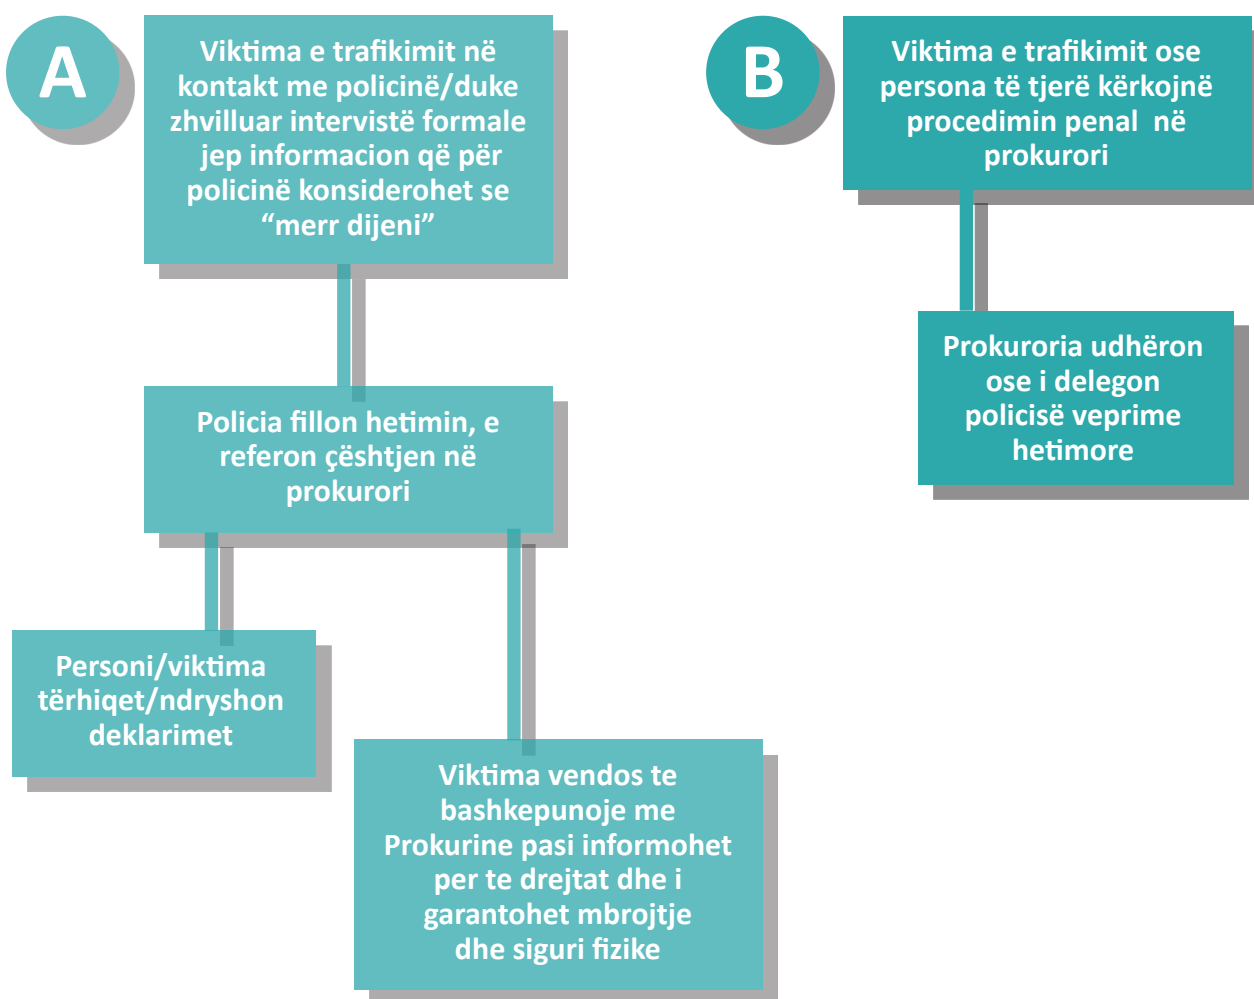 A
Viktima e trafikimit në
kontakt me policinë/duke
zhvilluar intervistë formale
jep informacion që për
policinë konsiderohet se
“merr dijeni”
Policia fillon hetimin, e
referon çështjen në
prokurori
Personi/viktima
tërhiqet/ndryshon
deklarimet
Viktima vendos te
bashkepunoje me
Prokurine pasi informohet
per te drejtat dhe i
garantohet mbrojtje
dhe siguri fizike
B
Viktima e trafikimit ose
persona të tjerë kërkojnë
procedimin penal në
prokurori
Prokuroria udhëron
ose i delegon
policisë veprime
hetimore